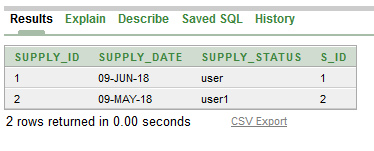 Results Explain Describe Saved SQL History
SUPPLY_ID SUPPLY_DATE SUPPLY_STATUS S_ID
1 09-JUN-18 user 1
2 09-MAY-18 user1 2
2 rows returned in 0.00 seconds CSV Export